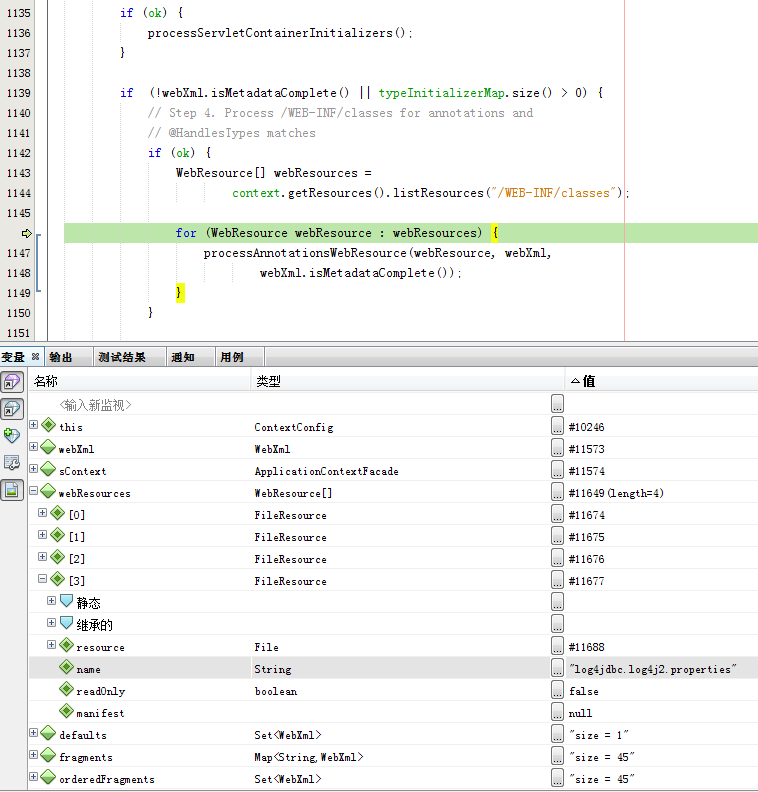 1135 if (ok) {
1136 processServletContainerInitializers();
1137 }
1138
1139 if (!webXml.isMetadataComplete() || typeInitializerMap.size() > 0) {
1140 // Step 4. Process /WEB-INF/classes for annotations and
1141 // @HandlesTypes matches
1142 if (ok) {
1143 WebResource[] webResources =
1144 context.getResources().listResources("/WEB-INF/classes");
1145
for (WebResource webResource : webResources) {
1147 processAnnotationsWebResource(webResource, webXml,
1148 webXml.isMetadataComplete());
1149 }
1150 }
1151
变量 输出 测试结果 通知 用例
名称 类型 值
<输入新监视> ...
this ContextConfig ... #10246
webXml WebXml ... #11573
sContext ApplicationContextFacade ... #11574
webResources WebResource[] ... #11649(length=4)
[0] FileResource ... #11674
[1] FileResource ... #11675
[2] FileResource ... #11676
[3] FileResource ... #11677
静态 ...
继承的 ...
resource File ... #11688
name String ... "log4jdbc.log4j2.properties"
readOnly boolean ... false
manifest ... null
defaults Set<WebXml> ... "size = 1"
fragments Map<String,WebXml> ... "size = 45"
orderedFragments Set<WebXml> ... "size = 45"